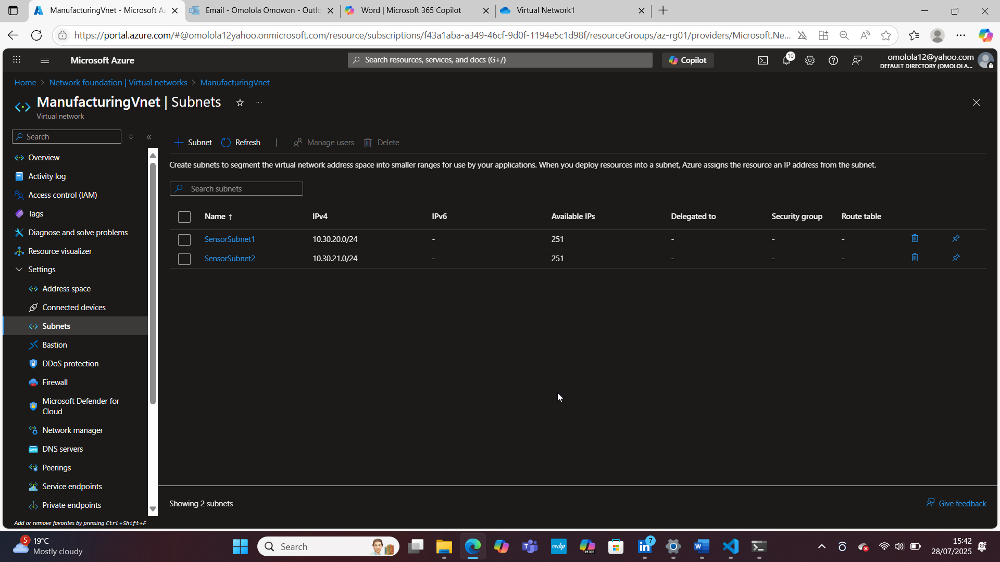 ManufacturingVnet - Microsoft Az
Email - Omolola Omowon - Outlo
Word | Microsoft 365 Copilot
Virtual Network1
https://portal.azure.com/#@omolola12yahoo.onmicrosoft.com/resource/subscriptions/f43a1aba-a349-46cf-9d0f-1194e5c1d98f/resourceGroups/az-rg01/providers/Microsoft.Ne...
Microsoft Azure
Search resources, services, and docs (G+/)
Copilot
10
omolola12@yahoo.com
DEFAULT DIRECTORY (OMOLOLA...
Home > Network foundation | Virtual networks > ManufacturingVnet
ManufacturingVnet | Subnets
Virtual network
Search
Subnet Refresh | Manage users Delete
Create subnets to segment the virtual network address space into smaller ranges for use by your applications. When you deploy resources into a subnet, Azure assigns the resource an IP address from the subnet.
Search subnets
Name ↑ IPv4 IPv6 Available IPs Delegated to Security group Route table
SensorSubnet1 10.30.20.0/24 - 251 - - -
SensorSubnet2 10.30.21.0/24 - 251 - - -
Overview
Activity log
Access control (IAM)
Tags
Diagnose and solve problems
Resource visualizer
Settings
Address space
Connected devices
Subnets
Bastion
DDoS protection
Firewall
Microsoft Defender for
Cloud
Network manager
DNS servers
Peerings
Service endpoints
Private endpoints
Add or remove favorites by pressing Ctrl+Shift+F
Showing 2 subnets
Give feedback
5
19°C
Mostly cloudy
Search
myhp
M365
7
15:42
28/07/2025